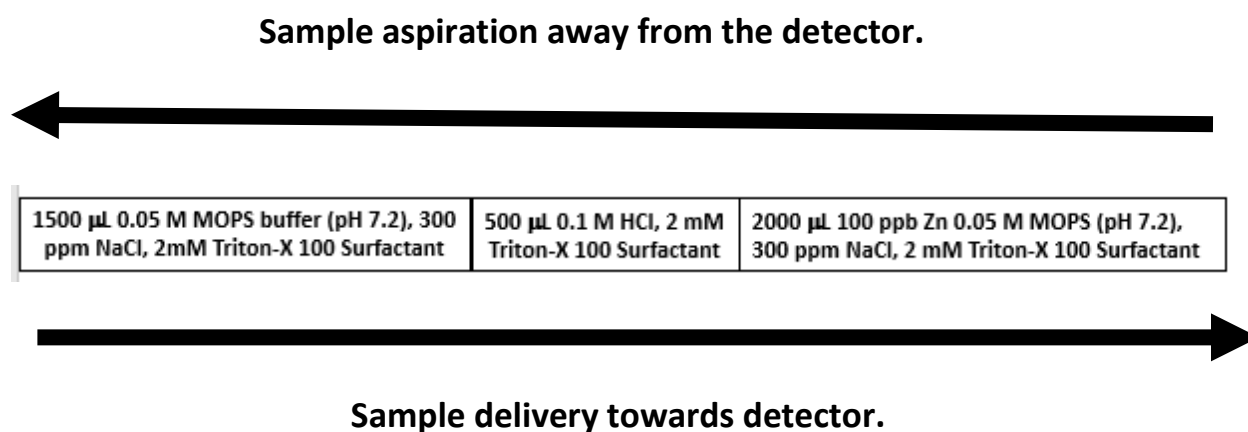 Sample aspiration away from the detector.
1500 µL 0.05 M MOPS buffer (pH 7.2), 300
ppm NaCl, 2mM Triton-X 100 Surfactant
500 µL 0.1 M HCl, 2 mM
Triton-X 100 Surfactant
2000 µL 100 ppb Zn 0.05 M MOPS (pH 7.2),
300 ppm NaCl, 2 mM Triton-X 100 Surfactant
Sample delivery towards detector.